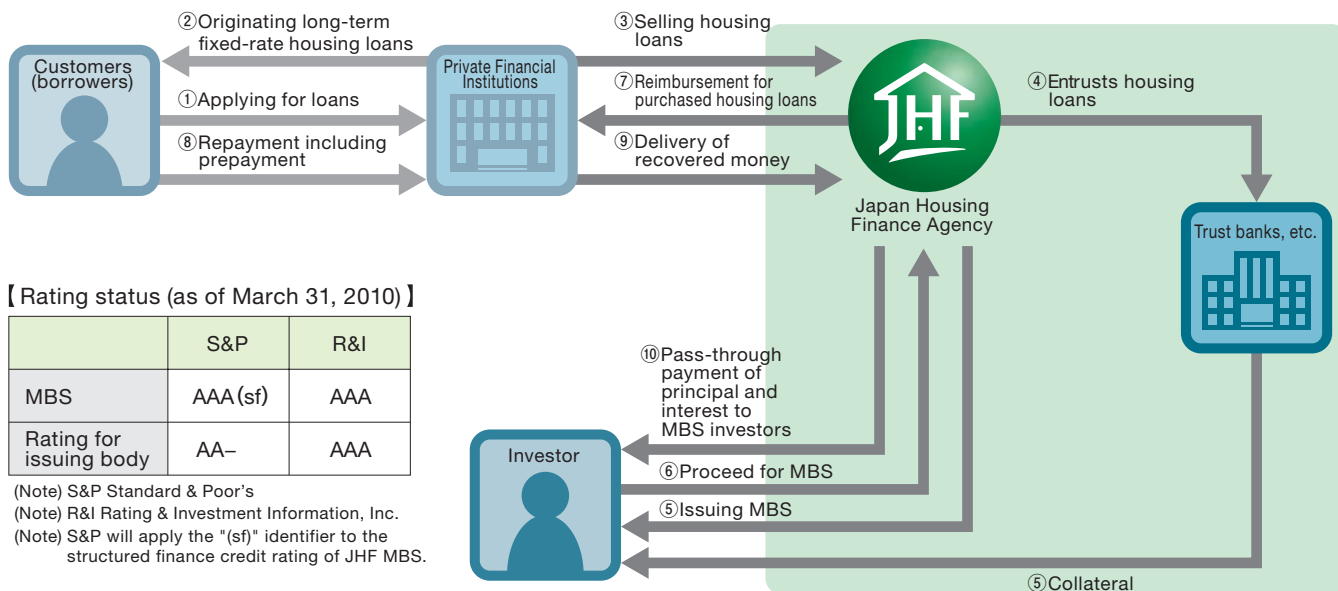 ②Originating long-term
fixed-rate housing loans
Customers
(borrowers)
①Applying for loans
⑧Repayment including
prepayment
Private Financial
Institutions
③Selling housing
loans
⑦Reimbursement for
purchased housing loans
⑨Delivery of
recovered money
JHF
Japan Housing
Finance Agency
④Entrusts housing
loans
Trust banks, etc.
【Rating status (as of March 31, 2010)】
S&P R&I
MBS AAA(sf) AAA
Rating for
issuing body AA− AAA
(Note) S&P Standard & Poor's
(Note) R&I Rating & Investment Information, Inc.
(Note) S&P will apply the "(sf)" identifier to the
structured finance credit rating of JHF MBS.
⑩Pass-through
payment of
principal and
interest to
MBS investors
Investor
⑥Proceed for MBS
⑤Issuing MBS
⑤Collateral